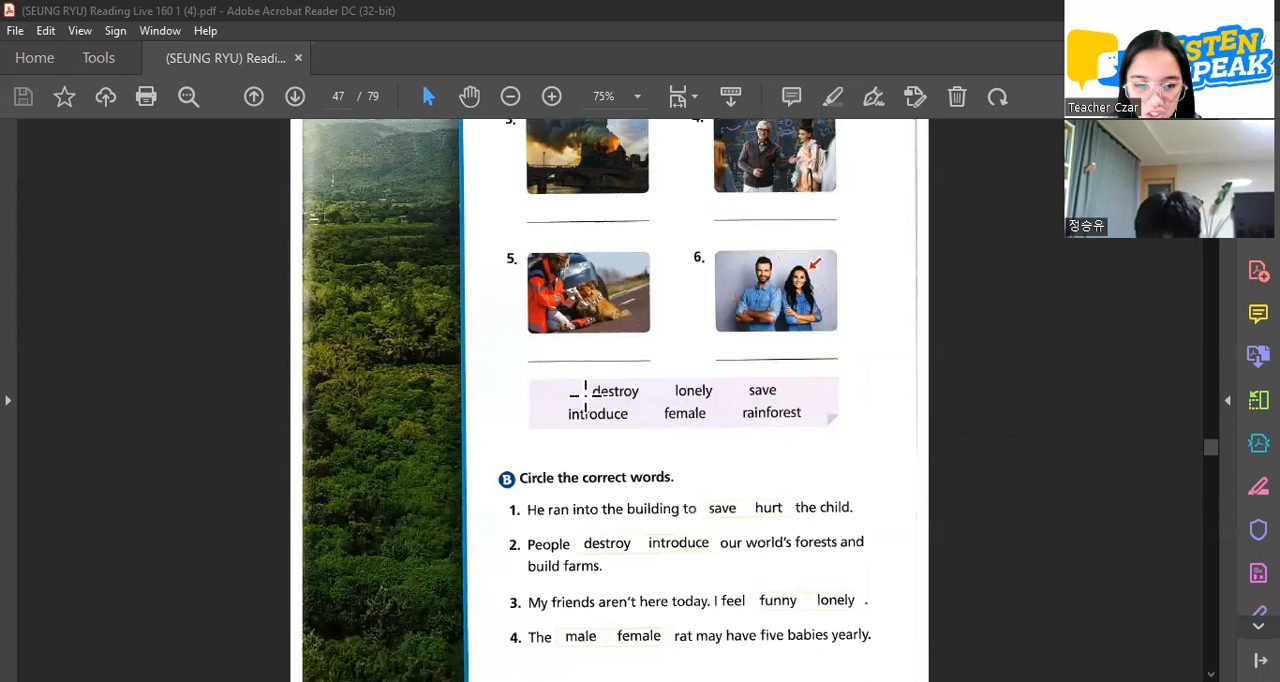 (SEUNG RYU) Reading Live 160 1 (4).pdf - Adobe Acrobat Reader DC (32-bit)
File Edit View Sign Window Help
Home Tools (SEUNG RYU) Readi... ×
47 / 79 75%
3. 4.
5. 6.
destroy lonely save
introduce female rainforest
B Circle the correct words.
1. He ran into the building to save hurt the child.
2. People destroy introduce our world's forests and
build farms.
3. My friends aren't here today. I feel funny lonely .
4. The male female rat may have five babies yearly.
PEAK
Teacher Czar
정승유